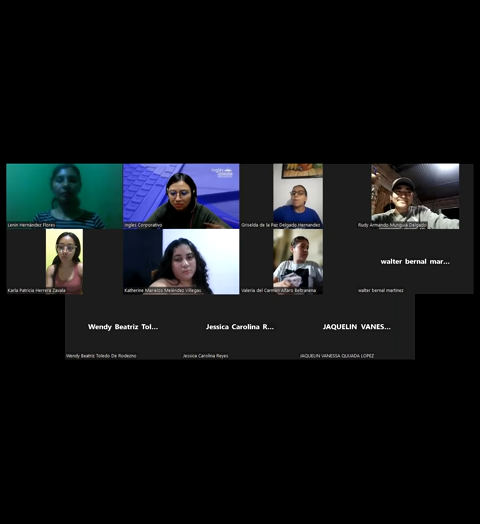 Lenin Hernández Flores
Ingles Corporativo
Griselda de la Paz Delgado Hernandez
Rudy Armando Munguia Delgado
Karla Patricia Herrera Zavala
Katherine Marielos Meléndez Villegas
Valeria del Carmen Alfaro Beltranena
walter bernal mar...
walter bernal martinez
Wendy Beatriz Tol...
Jessica Carolina R...
JAQUELIN VANES...
Wendy Beatriz Toledo De Rodezno
Jessica Carolina Reyes
JAQUELIN VANESSA QUIJADA LOPEZ